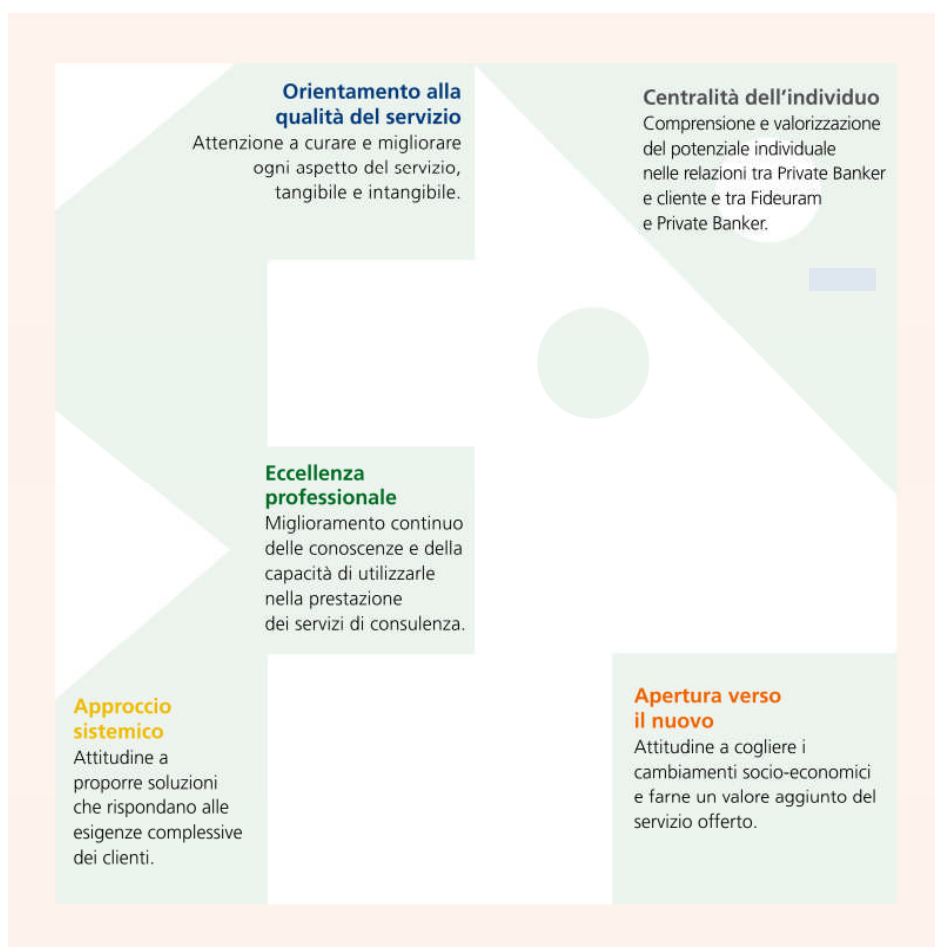 Orientamento alla
qualità del servizio
Attenzione a curare e migliorare
ogni aspetto del servizio,
tangibile e intangibile.
Centralità dell'individuo
Comprensione e valorizzazione
del potenziale individuale
nelle relazioni tra Private Banker
e cliente e tra Fideuram
e Private Banker.
Eccellenza
professionale
Miglioramento continuo
delle conoscenze e della
capacità di utilizzarle
nella prestazione
dei servizi di consulenza.
Approccio
sistemico
Attitudine a
proporre soluzioni
che rispondano alle
esigenze complessive
dei clienti.
Apertura verso
il nuovo
Attitudine a cogliere i
cambiamenti socio-economici
e farne un valore aggiunto del
servizio offerto.